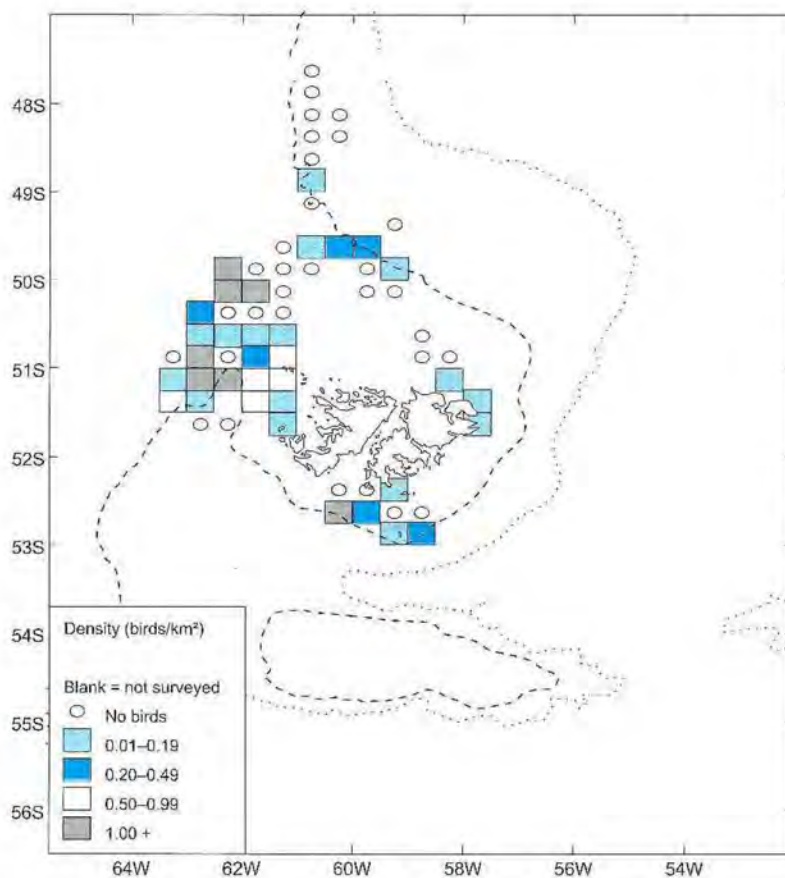 48S
49S
50S
51S
52S
53S
54S
55S
56S
Density (birds/km²)
Blank = not surveyed
No birds
0.01–0.19
0.20–0.49
0.50–0.99
1.00 +
64W 62W 60W 58W 56W 54W